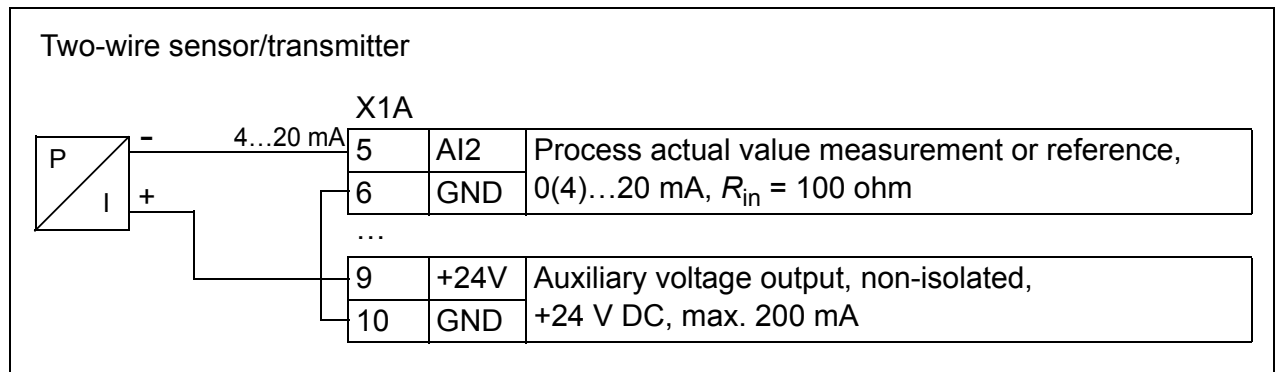 Two-wire sensor/transmitter
X1A
P
I
-
+
4…20 mA
5 AI2 Process actual value measurement or reference,
6 GND 0(4)…20 mA, Rin = 100 ohm
…
9 +24V Auxiliary voltage output, non-isolated,
10 GND +24 V DC, max. 200 mA